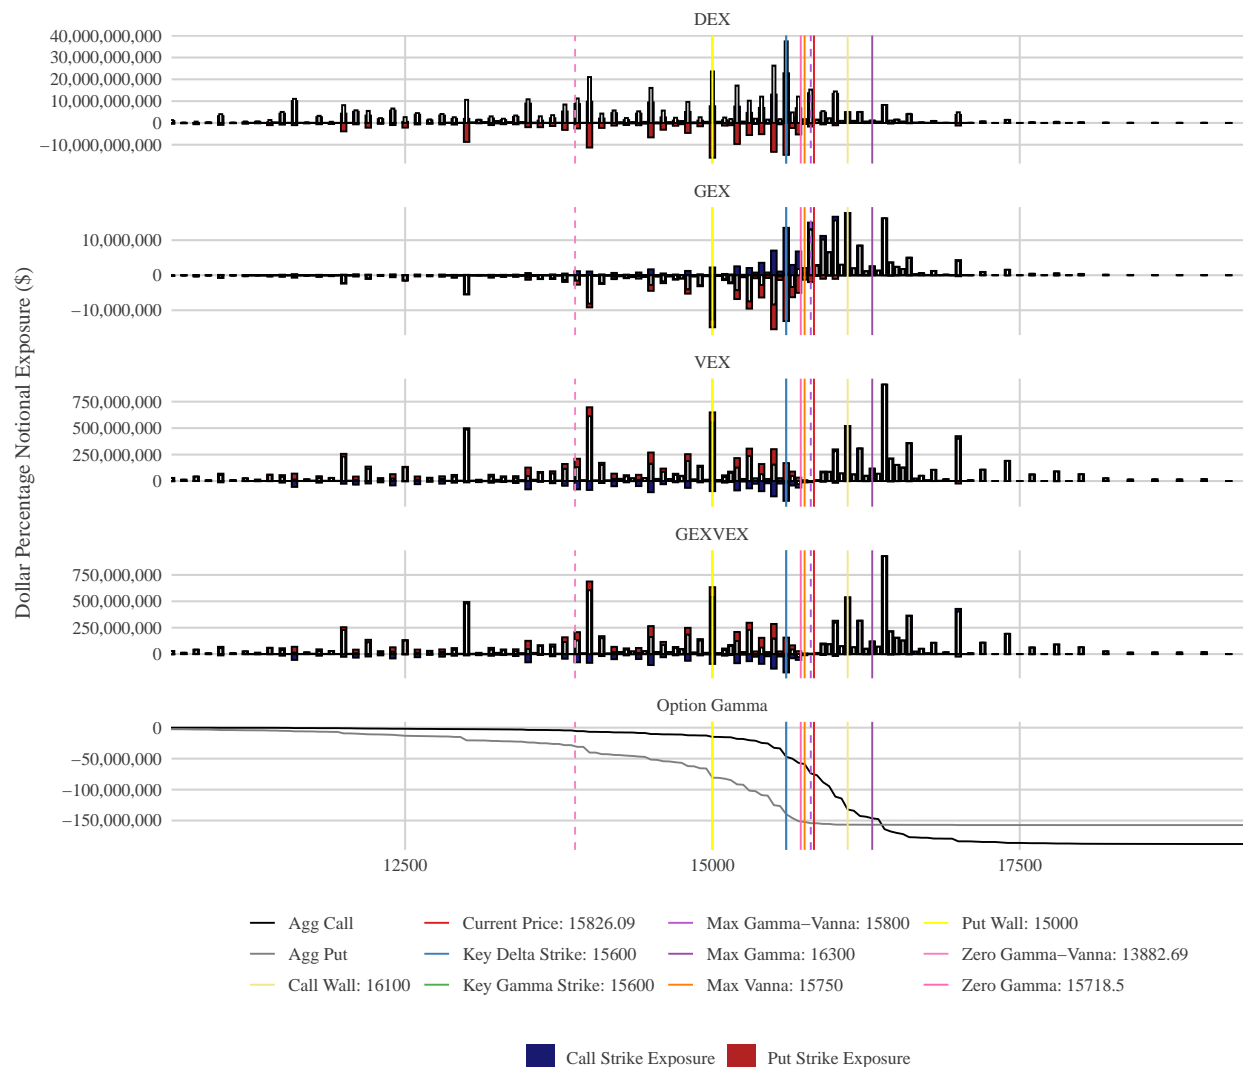 DEX
40,000,000,000
30,000,000,000
20,000,000,000
10,000,000,000
0
−10,000,000,000
GEX
10,000,000
0
−10,000,000
VEX
750,000,000
500,000,000
250,000,000
0
GEXVEX
750,000,000
500,000,000
250,000,000
0
Option Gamma
0
−50,000,000
−100,000,000
−150,000,000
12500 15000 17500
Dollar Percentage Notional Exposure ($)
Agg Call Current Price: 15826.09 Max Gamma−Vanna: 15800 Put Wall: 15000
Agg Put Key Delta Strike: 15600 Max Gamma: 16300 Zero Gamma−Vanna: 13882.69
Call Wall: 16100 Key Gamma Strike: 15600 Max Vanna: 15750 Zero Gamma: 15718.5
Call Strike Exposure Put Strike Exposure